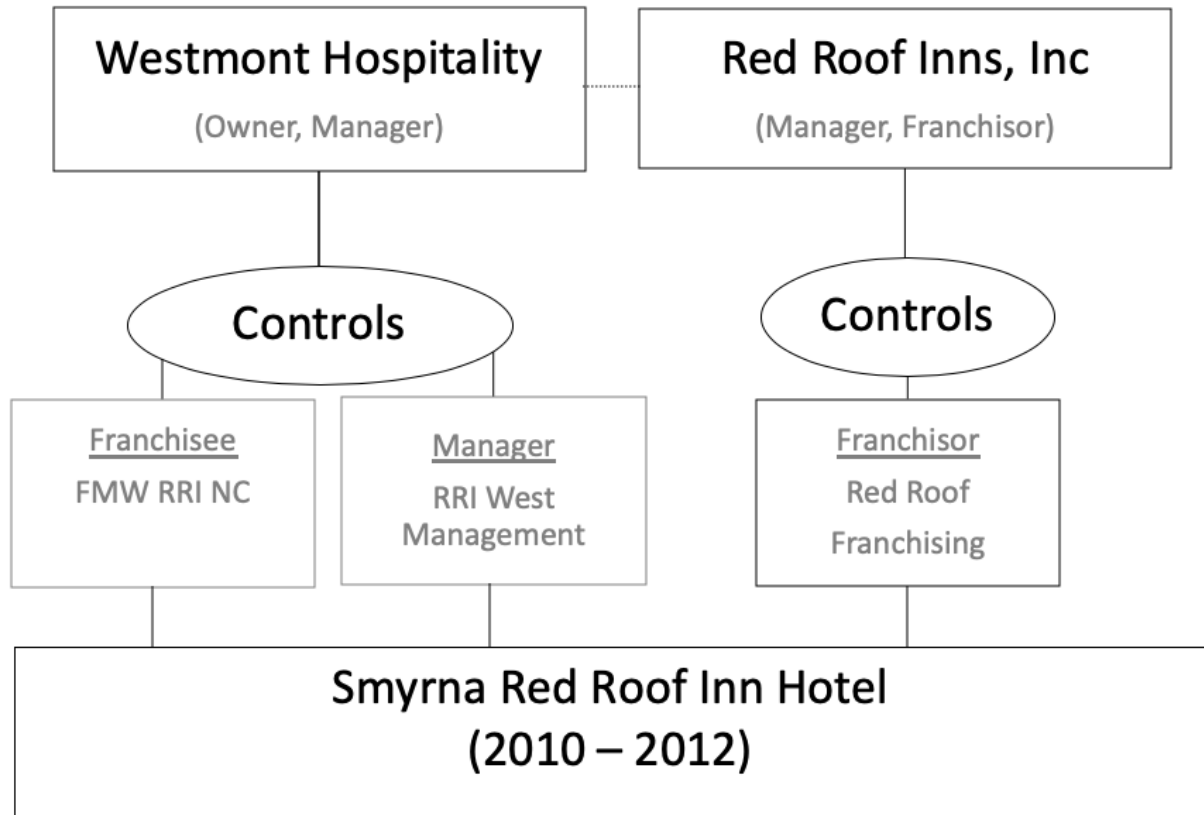 Westmont Hospitality
(Owner, Manager)
Red Roof Inns, Inc
(Manager, Franchisor)
Controls
Controls
Franchisee
FMW RRI NC
Manager
RRI West
Management
Franchisor
Red Roof
Franchising
Smyrna Red Roof Inn Hotel
(2010 – 2012)